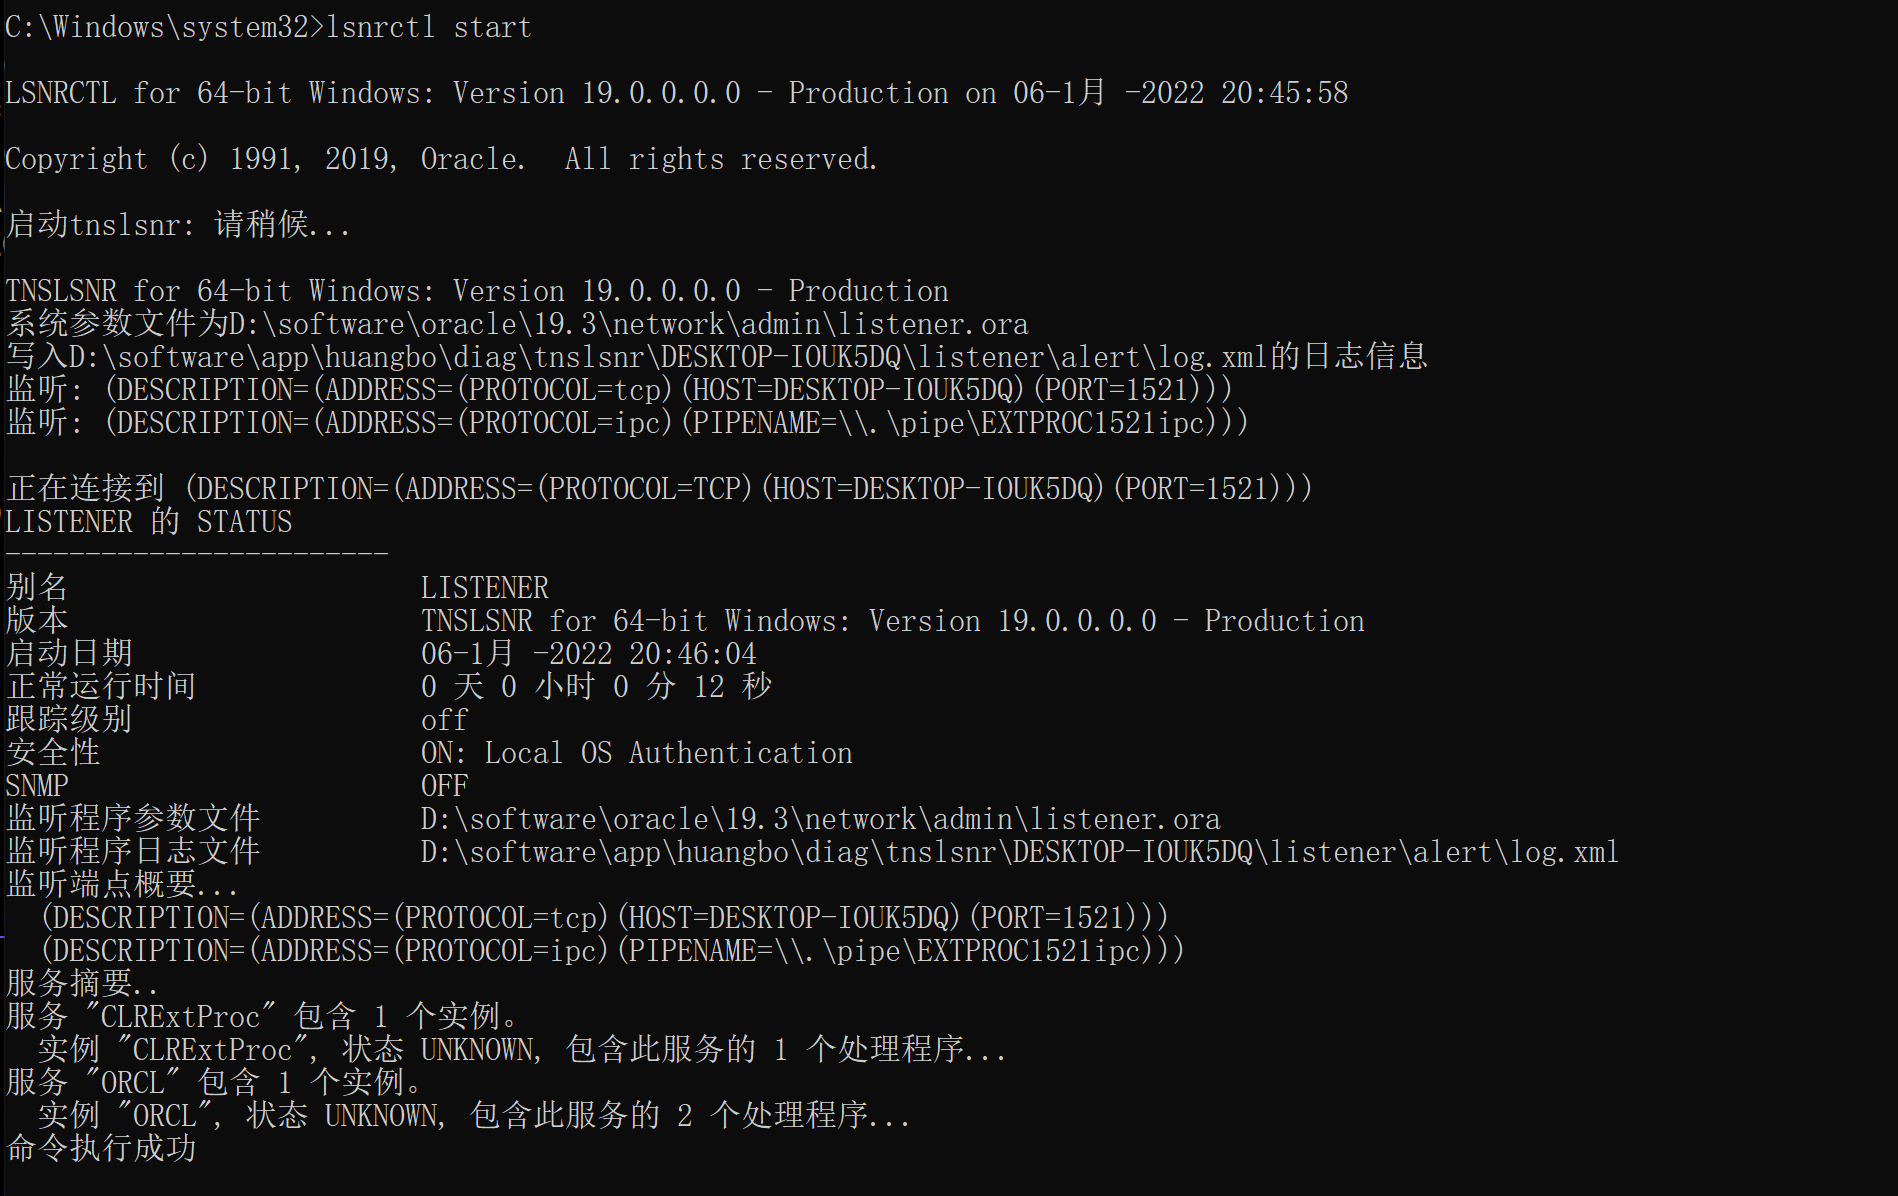 C:\Windows\system32>lsnrctl start
LSNRCTL for 64-bit Windows: Version 19.0.0.0.0 - Production on 06-1月 -2022 20:45:58
Copyright (c) 1991, 2019, Oracle.  All rights reserved.
启动tnslsnr: 请稍候...
TNSLSNR for 64-bit Windows: Version 19.0.0.0.0 - Production
系统参数文件为D:\software\oracle\19.3\network\admin\listener.ora
写入D:\software\app\huangbo\diag\tnslsnr\DESKTOP-IOUK5DQ\listener\alert\log.xml的日志信息
监听: (DESCRIPTION=(ADDRESS=(PROTOCOL=tcp)(HOST=DESKTOP-IOUK5DQ)(PORT=1521)))
监听: (DESCRIPTION=(ADDRESS=(PROTOCOL=ipc)(PIPENAME=\\.\pipe\EXTPROC1521ipc)))
正在连接到 (DESCRIPTION=(ADDRESS=(PROTOCOL=TCP)(HOST=DESKTOP-IOUK5DQ)(PORT=1521)))
LISTENER 的 STATUS
------------------------
别名                      LISTENER
版本                      TNSLSNR for 64-bit Windows: Version 19.0.0.0.0 - Production
启动日期                  06-1月 -2022 20:46:04
正常运行时间              0 天 0 小时 0 分 12 秒
跟踪级别                  off
安全性                    ON: Local OS Authentication
SNMP                      OFF
监听程序参数文件          D:\software\oracle\19.3\network\admin\listener.ora
监听程序日志文件          D:\software\app\huangbo\diag\tnslsnr\DESKTOP-IOUK5DQ\listener\alert\log.xml
监听端点概要...
  (DESCRIPTION=(ADDRESS=(PROTOCOL=tcp)(HOST=DESKTOP-IOUK5DQ)(PORT=1521)))
  (DESCRIPTION=(ADDRESS=(PROTOCOL=ipc)(PIPENAME=\\.\pipe\EXTPROC1521ipc)))
服务摘要..
服务 "CLRExtProc" 包含 1 个实例。
  实例 "CLRExtProc", 状态 UNKNOWN, 包含此服务的 1 个处理程序...
服务 "ORCL" 包含 1 个实例。
  实例 "ORCL", 状态 UNKNOWN, 包含此服务的 2 个处理程序...
命令执行成功